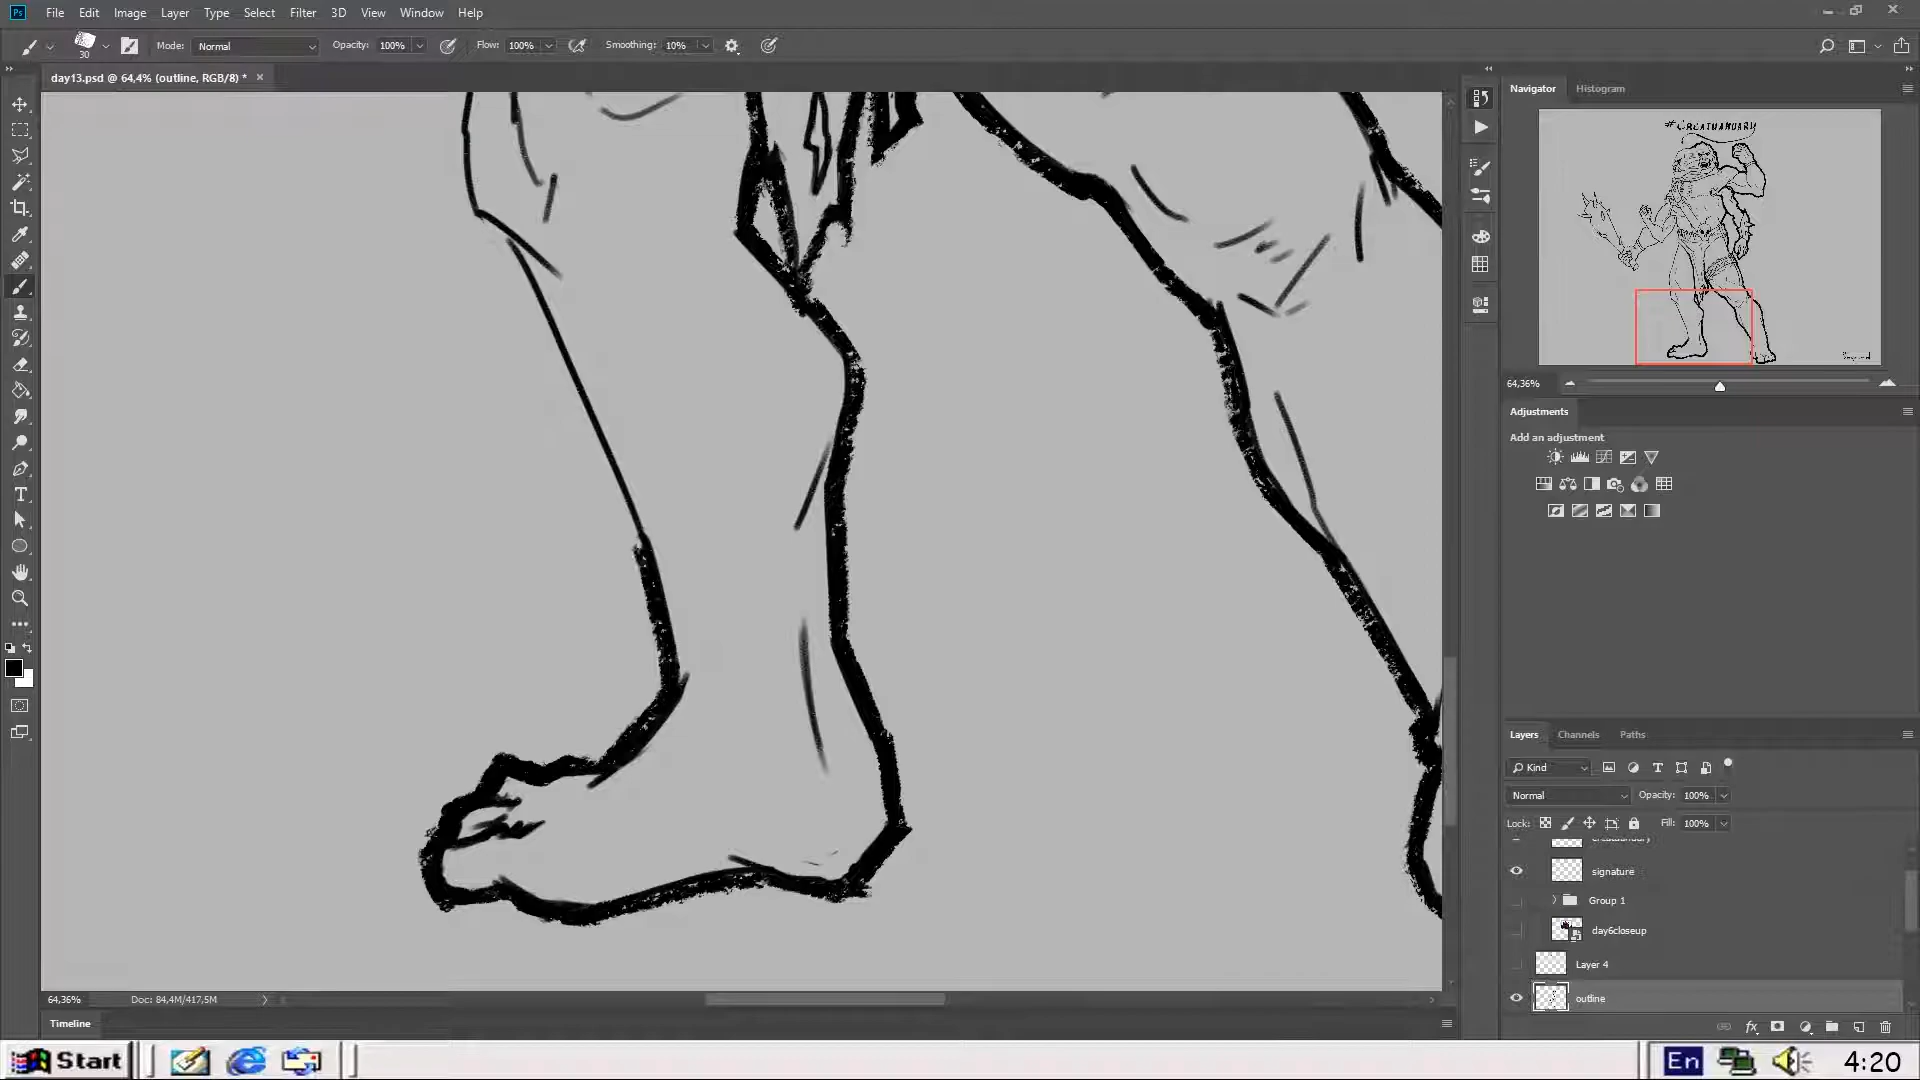 Ps File Edit Image Layer Type Select Filter 3D View Window Help
30 Mode: Normal Opacity: 100% Flow: 100% Smoothing: 10%
day13.psd @ 64,4% (outline, RGB/8) *
Navigator Histogram
#CREATUANUARY
64,36%
Adjustments
Add an adjustment
Layers Channels Paths
Kind
Normal Opacity: 100%
Lock: Fill: 100%
signature
Group 1
day6closeup
Layer 4
outline
64,36% Doc: 84,4M/417,5M
Timeline
Start En 4:20